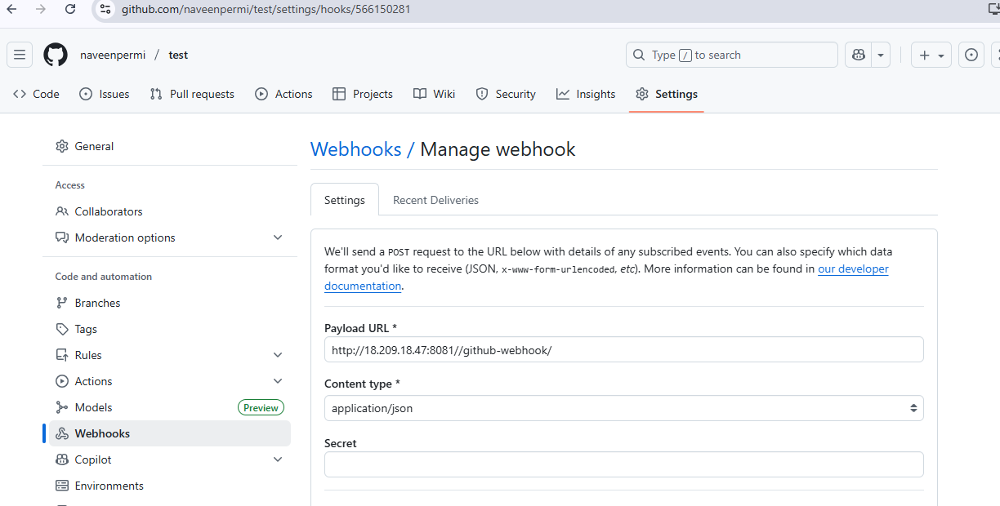 github.com/naveenpermi/test/settings/hooks/566150281
naveenpermi / test
Type / to search
Code Issues Pull requests Actions Projects Wiki Security Insights Settings
General
Access
Collaborators
Moderation options
Code and automation
Branches
Tags
Rules
Actions
Models Preview
Webhooks
Copilot
Environments
Webhooks / Manage webhook
Settings Recent Deliveries
We'll send a POST request to the URL below with details of any subscribed events. You can also specify which data
format you'd like to receive (JSON, x-www-form-urlencoded, etc). More information can be found in our developer
documentation.
Payload URL *
http://18.209.18.47:8081//github-webhook/
Content type *
application/json
Secret